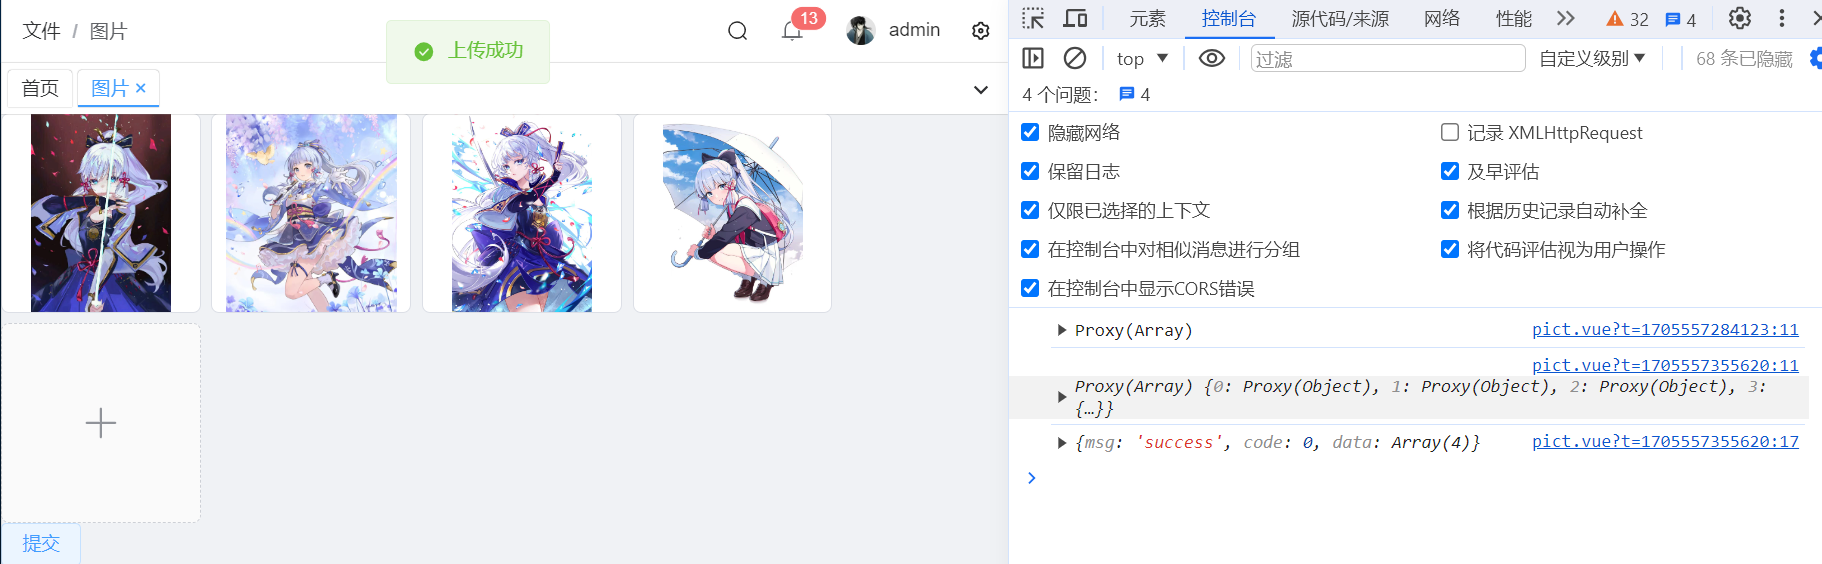 文件 / 图片
上传成功
13
admin
首页
图片 ×
提交
元素
控制台
源代码/来源
网络
性能
32
4
top
过滤
自定义级别
68 条已隐藏
4 个问题：
4
隐藏网络
记录 XMLHttpRequest
保留日志
及早评估
仅限已选择的上下文
根据历史记录自动补全
在控制台中对相似消息进行分组
将代码评估视为用户操作
在控制台中显示CORS错误
Proxy(Array)
pict.vue?t=1705557284123:11
pict.vue?t=1705557355620:11
Proxy(Array) {0: Proxy(Object), 1: Proxy(Object), 2: Proxy(Object), 3:
{…}}
{msg: 'success', code: 0, data: Array(4)}
pict.vue?t=1705557355620:17